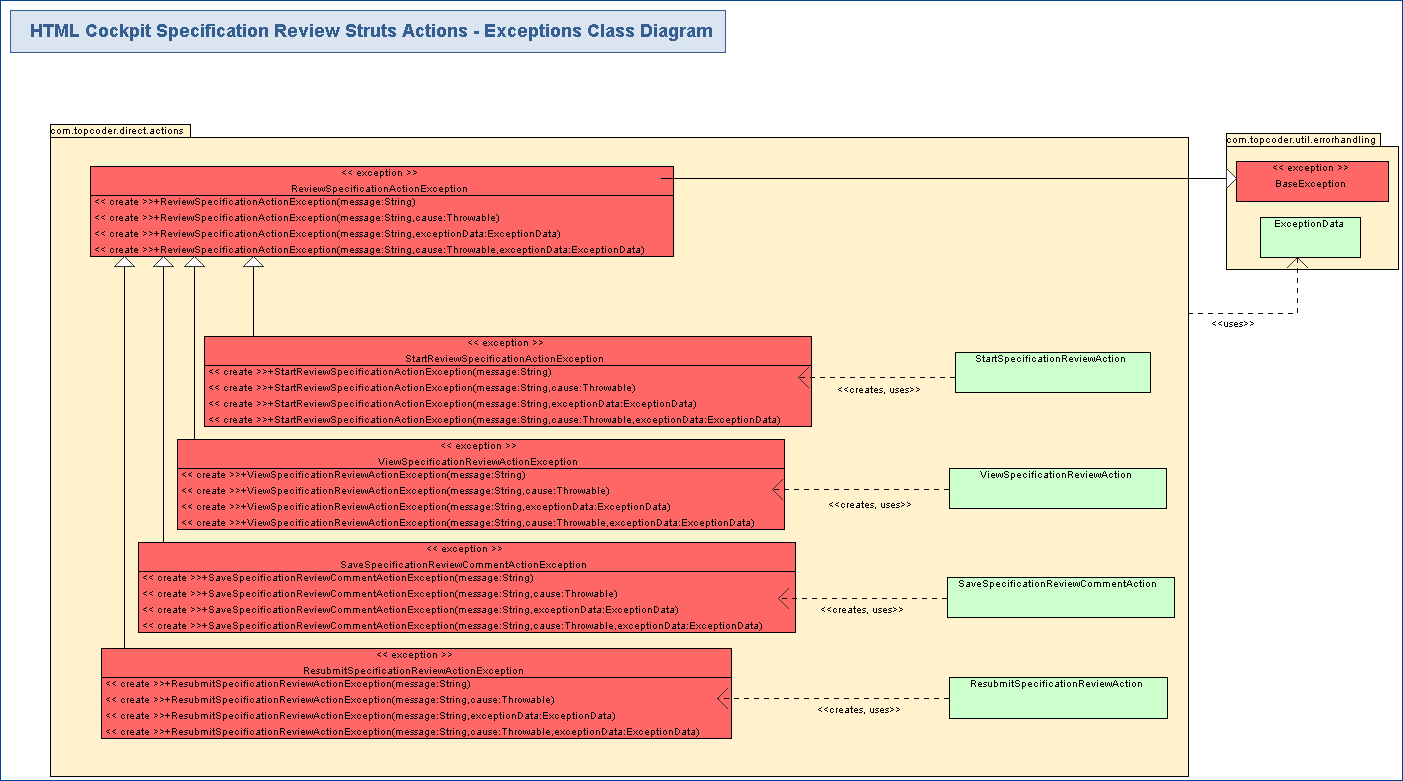 HTML Cockpit Specification Review Struts Actions - Exceptions Class Diagram
com.topcoder.direct.actions
com.topcoder.util.errorhandling
<< exception >>
ReviewSpecificationActionException
<< create >>+ReviewSpecificationActionException(message:String)
<< create >>+ReviewSpecificationActionException(message:String,cause:Throwable)
<< create >>+ReviewSpecificationActionException(message:String,exceptionData:ExceptionData)
<< create >>+ReviewSpecificationActionException(message:String,cause:Throwable,exceptionData:ExceptionData)
<< exception >>
BaseException
ExceptionData
<<uses>>
<< exception >>
StartReviewSpecificationActionException
<< create >>+StartReviewSpecificationActionException(message:String)
<< create >>+StartReviewSpecificationActionException(message:String,cause:Throwable)
<< create >>+StartReviewSpecificationActionException(message:String,exceptionData:ExceptionData)
<< create >>+StartReviewSpecificationActionException(message:String,cause:Throwable,exceptionData:ExceptionData)
<<creates, uses>>
StartSpecificationReviewAction
<< exception >>
ViewSpecificationReviewActionException
<< create >>+ViewSpecificationReviewActionException(message:String)
<< create >>+ViewSpecificationReviewActionException(message:String,cause:Throwable)
<< create >>+ViewSpecificationReviewActionException(message:String,exceptionData:ExceptionData)
<< create >>+ViewSpecificationReviewActionException(message:String,cause:Throwable,exceptionData:ExceptionData)
<<creates, uses>>
ViewSpecificationReviewAction
<< exception >>
SaveSpecificationReviewCommentActionException
<< create >>+SaveSpecificationReviewCommentActionException(message:String)
<< create >>+SaveSpecificationReviewCommentActionException(message:String,cause:Throwable)
<< create >>+SaveSpecificationReviewCommentActionException(message:String,exceptionData:ExceptionData)
<< create >>+SaveSpecificationReviewCommentActionException(message:String,cause:Throwable,exceptionData:ExceptionData)
<<creates, uses>>
SaveSpecificationReviewCommentAction
<< exception >>
ResubmitSpecificationReviewActionException
<< create >>+ResubmitSpecificationReviewActionException(message:String)
<< create >>+ResubmitSpecificationReviewActionException(message:String,cause:Throwable)
<< create >>+ResubmitSpecificationReviewActionException(message:String,exceptionData:ExceptionData)
<< create >>+ResubmitSpecificationReviewActionException(message:String,cause:Throwable,exceptionData:ExceptionData)
<<creates, uses>>
ResubmitSpecificationReviewAction